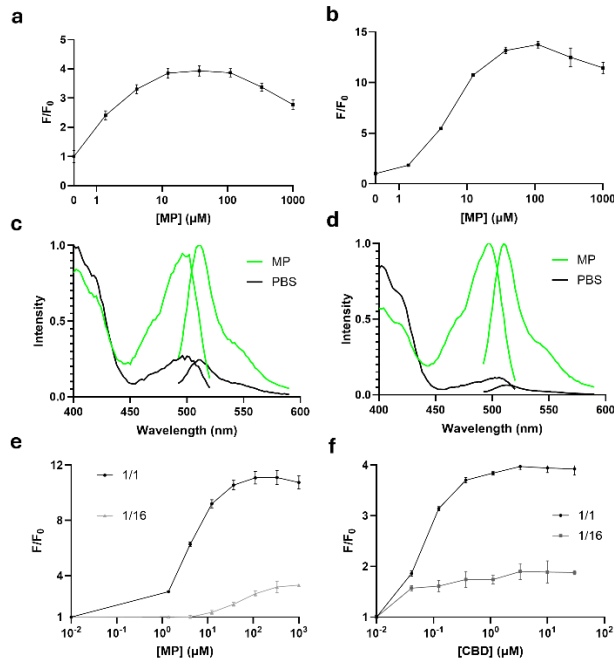 a
5
4
3
2
1
0
F/F₀
0
1
10
100
1000
[MP] (µM)
b
15
10
5
0
F/F₀
0
1
10
100
1000
[MP] (µM)
c
1.0
0.5
0.0
Intensity
MP
PBS
400
450
500
550
600
Wavelength (nm)
d
1.0
0.5
0.0
Intensity
MP
PBS
400
450
500
550
600
Wavelength (nm)
e
12
8
4
1
F/F₀
1/1
1/16
10⁻²
10⁻¹
10⁰
10¹
10²
10³
[MP] (µM)
f
4
3
2
1
F/F₀
1/1
1/16
10⁻²
10⁻¹
10⁰
10¹
10²
[CBD] (µM)